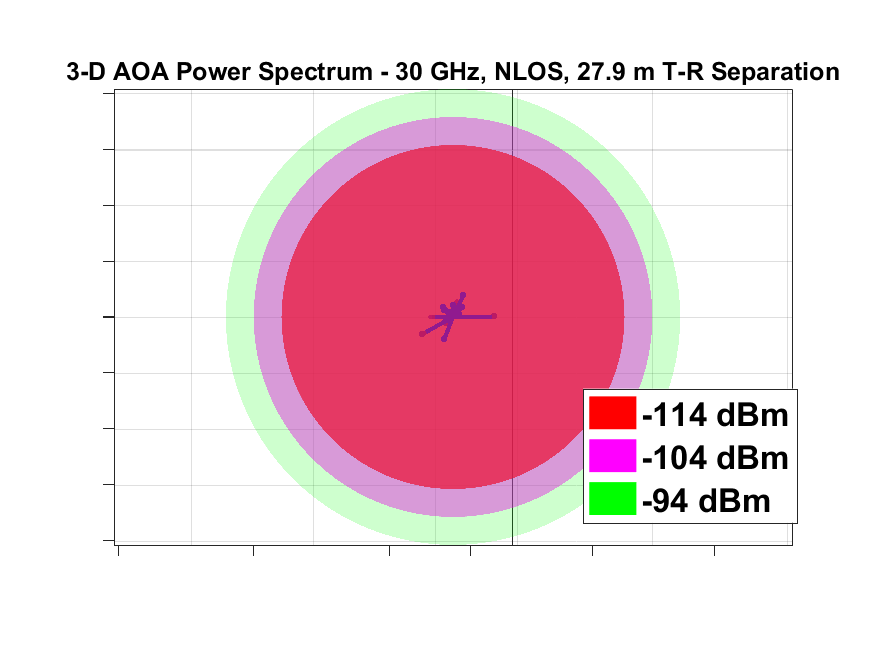 3-D AOA Power Spectrum - 30 GHz, NLOS, 27.9 m T-R Separation
-114 dBm
-104 dBm
-94 dBm